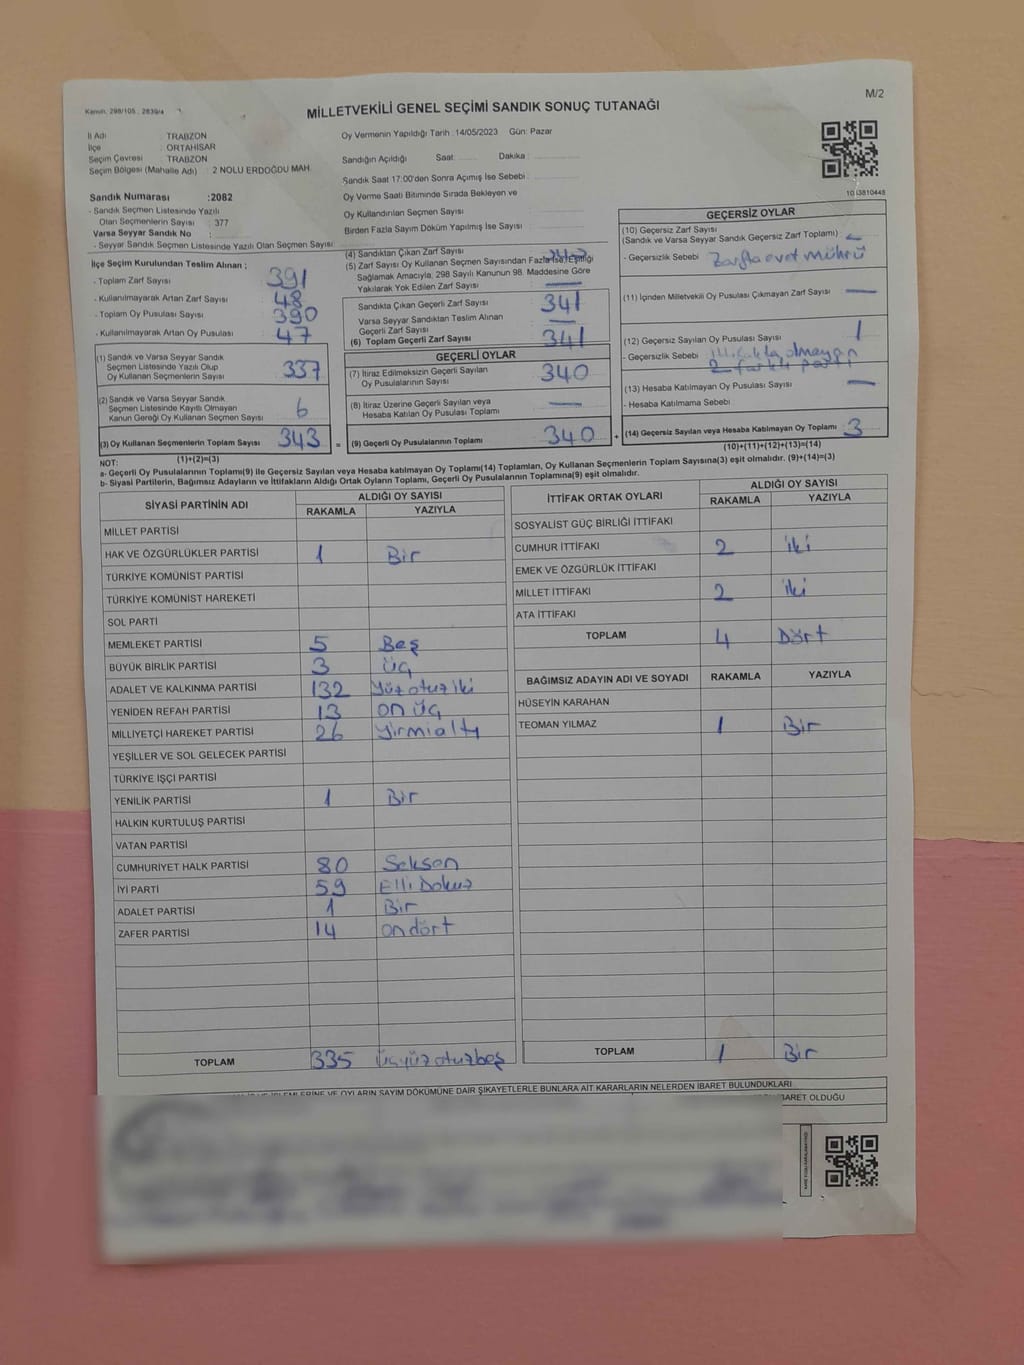 Kanun: 298/105 , 2839/4
M/2
MİLLETVEKİLİ GENEL SEÇİMİ SANDIK SONUÇ TUTANAĞI
İl Adı : TRABZON
İlçe : ORTAHİSAR
Seçim Çevresi : TRABZON
Seçim Bölgesi (Mahalle Adı) : 2 NOLU ERDOĞDU MAH.
Sandık Numarası :2082
- Sandık Seçmen Listesinde Yazılı
Olan Seçmenlerin Sayısı : 377
Varsa Seyyar Sandık No :
- Seyyar Sandık Seçmen Listesinde Yazılı Olan Seçmen Sayısı :
Oy Vermenin Yapıldığı Tarih : 14/05/2023 Gün: Pazar
Sandığın Açıldığı Saat: Dakika :
Sandık Saat 17:00'den Sonra Açılmış İse Sebebi :
Oy Verme Saati Bitiminde Sırada Bekleyen ve
Oy Kullandırılan Seçmen Sayısı
Birden Fazla Sayım Döküm Yapılmış İse Sayısı :
İlçe Seçim Kurulundan Teslim Alınan ;
- Toplam Zarf Sayısı : 391
- Kullanılmayarak Artan Zarf Sayısı : 48
- Toplam Oy Pusulası Sayısı : 390
- Kullanılmayarak Artan Oy Pusulası : 47
(1) Sandık ve Varsa Seyyar Sandık
Seçmen Listesinde Yazılı Olup
Oy Kullanan Seçmenlerin Sayısı 337
(2) Sandık ve Varsa Seyyar Sandık
Seçmen Listesinde Kayıtlı Olmayan
Kanun Gereği Oy Kullanan Seçmen Sayısı 6
(3) Oy Kullanan Seçmenlerin Toplam Sayısı 343 =
(1)+(2)=(3)
(4) Sandıktan Çıkan Zarf Sayısı
(5) Zarf Sayısı Oy Kullanan Seçmen Sayısından Fazla İse, Eşitliği
Sağlamak Amacıyla, 298 Sayılı Kanunun 98. Maddesine Göre
Yakılarak Yok Edilen Zarf Sayısı : —
Sandıkta Çıkan Geçerli Zarf Sayısı 341
Varsa Seyyar Sandıktan Teslim Alınan
Geçerli Zarf Sayısı —
(6) Toplam Geçerli Zarf Sayısı 341
GEÇERLİ OYLAR
(7) İtiraz Edilmeksizin Geçerli Sayılan
Oy Pusulalarının Sayısı 340
(8) İtiraz Üzerine Geçerli Sayılan veya
Hesaba Katılan Oy Pusulası Toplamı —
(9) Geçerli Oy Pusulalarının Toplamı 340 +
GEÇERSİZ OYLAR
(10) Geçersiz Zarf Sayısı
(Sandık ve Varsa Seyyar Sandık Geçersiz Zarf Toplamı) 2
- Geçersizlik Sebebi : Zarfta evet mührü
(11) İçinden Milletvekili Oy Pusulası Çıkmayan Zarf Sayısı : —
(12) Geçersiz Sayılan Oy Pusulası Sayısı : 1
- Geçersizlik Sebebi : olmayan
2 farklı parti
(13) Hesaba Katılmayan Oy Pusulası Sayısı : —
- Hesaba Katılmama Sebebi :
(14) Geçersiz Sayılan veya Hesaba Katılmayan Oy Toplamı : 3
(10)+(11)+(12)+(13)=(14)
NOT:
a- Geçerli Oy Pusulalarının Toplamı(9) ile Geçersiz Sayılan veya Hesaba katılmayan Oy Toplamı(14) Toplamları, Oy Kullanan Seçmenlerin Toplam Sayısına(3) eşit olmalıdır. (9)+(14)=(3)
b- Siyasi Partilerin, Bağımsız Adayların ve İttifakların Aldığı Ortak Oyların Toplamı, Geçerli Oy Pusulalarının Toplamına(9) eşit olmalıdır.
SİYASİ PARTİNİN ADI ALDIĞI OY SAYISI
RAKAMLA YAZIYLA
MİLLET PARTİSİ
HAK VE ÖZGÜRLÜKLER PARTİSİ 1 Bir
TÜRKİYE KOMÜNİST PARTİSİ
TÜRKİYE KOMÜNİST HAREKETİ
SOL PARTİ
MEMLEKET PARTİSİ 5 Beş
BÜYÜK BİRLİK PARTİSİ 3 üç
ADALET VE KALKINMA PARTİSİ 132 Yüz otuz iki
YENİDEN REFAH PARTİSİ 13 on üç
MİLLİYETÇİ HAREKET PARTİSİ 26 yirmialtı
YEŞİLLER VE SOL GELECEK PARTİSİ
TÜRKİYE İŞÇİ PARTİSİ
YENİLİK PARTİSİ 1 Bir
HALKIN KURTULUŞ PARTİSİ
VATAN PARTİSİ
CUMHURİYET HALK PARTİSİ 80 Seksen
İYİ PARTİ 59 Elli Dokuz
ADALET PARTİSİ 1 Bir
ZAFER PARTİSİ 14 ondört
TOPLAM 335 üçyüz otuzbeş
İTTİFAK ORTAK OYLARI ALDIĞI OY SAYISI
RAKAMLA YAZIYLA
SOSYALİST GÜÇ BİRLİĞİ İTTİFAKI
CUMHUR İTTİFAKI 2 iki
EMEK VE ÖZGÜRLÜK İTTİFAKI
MİLLET İTTİFAKI 2 iki
ATA İTTİFAKI
TOPLAM 4 Dört
BAĞIMSIZ ADAYIN ADI VE SOYADI RAKAMLA YAZIYLA
HÜSEYİN KARAHAN
TEOMAN YILMAZ 1 Bir
TOPLAM 1 Bir
OYLARIN SAYIM DÖKÜMÜNE DAİR ŞİKAYETLERLE BUNLARA AİT KARARLARIN NELERDEN İBARET BULUNDUKLARI
İBARET OLDUĞU